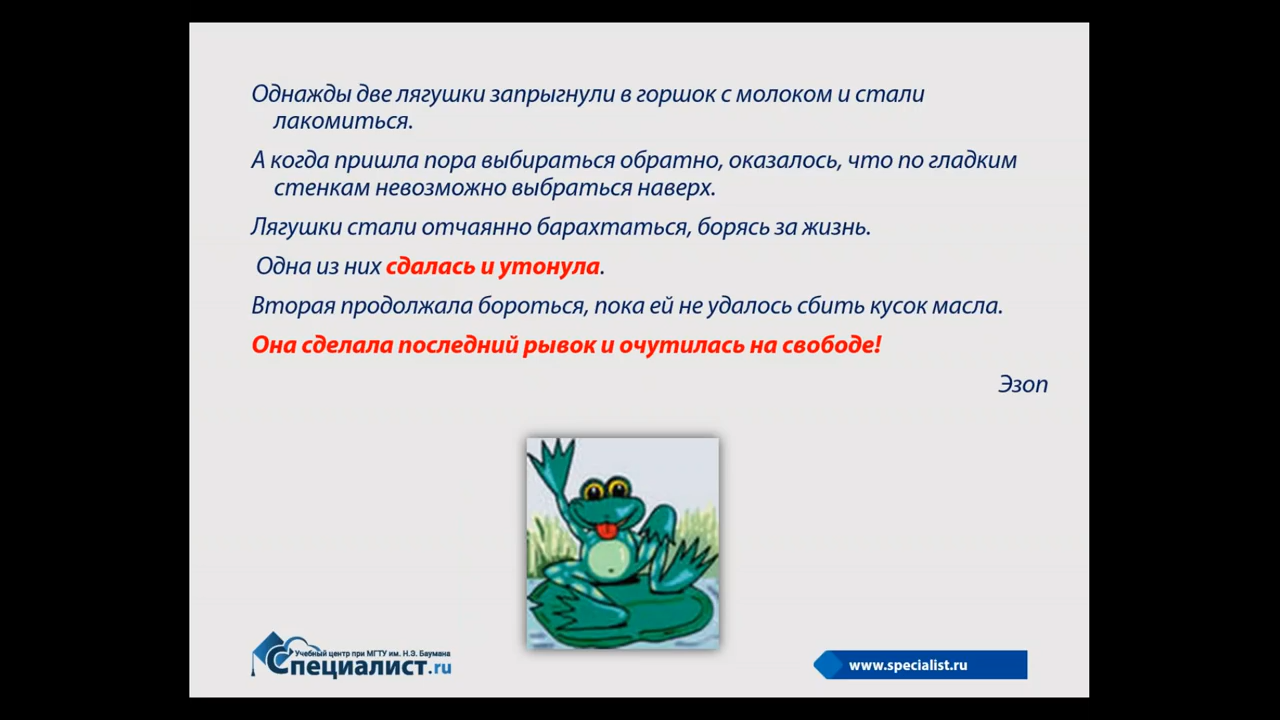 Однажды две лягушки запрыгнули в горшок с молоком и стали
лакомиться.
А когда пришла пора выбираться обратно, оказалось, что по гладким
стенкам невозможно выбраться наверх.
Лягушки стали отчаянно барахтаться, борясь за жизнь.
Одна из них сдалась и утонула.
Вторая продолжала бороться, пока ей не удалось сбить кусок масла.
Она сделала последний рывок и очутилась на свободе!
Эзоп
Учебный центр при МГТУ им. Н.Э. Баумана
Специалист.ru
www.specialist.ru